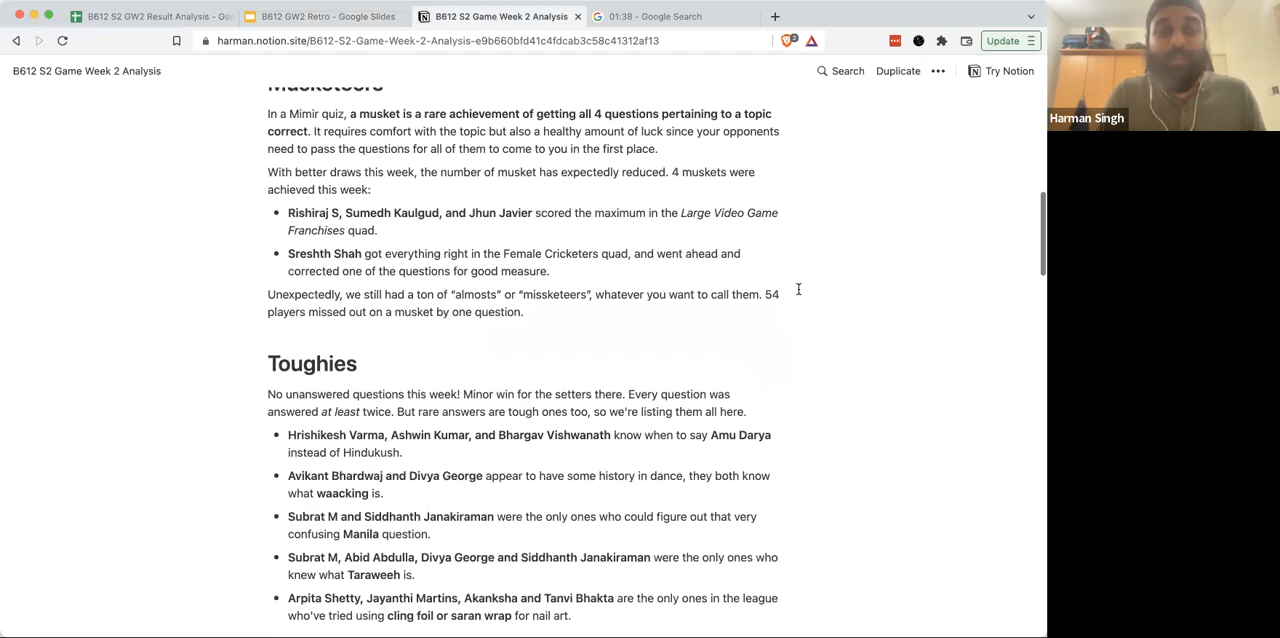 B612 GW2 Result Analysis - Goo
B612 GW2 Retro - Google Slides
B612 S2 Game Week 2 Analysis
01:38 - Google Search
harman.notion.site/B612-S2-Game-Week-2-Analysis-e9b660bfd41c4fdcab3c58c41312af13
2
Update
B612 S2 Game Week 2 Analysis
Search
Duplicate
Try Notion
Harman Singh
Musketeers
In a Mimir quiz, a musket is a rare achievement of getting all 4 questions pertaining to a topic
correct. It requires comfort with the topic but also a healthy amount of luck since your opponents
need to pass the questions for all of them to come to you in the first place.
With better draws this week, the number of musket has expectedly reduced. 4 muskets were
achieved this week:
• Rishiraj S, Sumedh Kaulgud, and Jhun Javier scored the maximum in the Large Video Game
Franchises quad.
• Sreshth Shah got everything right in the Female Cricketers quad, and went ahead and
corrected one of the questions for good measure.
Unexpectedly, we still had a ton of “almosts” or “missketeers”, whatever you want to call them. 54
players missed out on a musket by one question.
Toughies
No unanswered questions this week! Minor win for the setters there. Every question was
answered at least twice. But rare answers are tough ones too, so we're listing them all here.
• Hrishikesh Varma, Ashwin Kumar, and Bhargav Vishwanath know when to say Amu Darya
instead of Hindukush.
• Avikant Bhardwaj and Divya George appear to have some history in dance, they both know
what waacking is.
• Subrat M and Siddhanth Janakiraman were the only ones who could figure out that very
confusing Manila question.
• Subrat M, Abid Abdulla, Divya George and Siddhanth Janakiraman were the only ones who
knew what Taraweeh is.
• Arpita Shetty, Jayanthi Martins, Akanksha and Tanvi Bhakta are the only ones in the league
who've tried using cling foil or saran wrap for nail art.